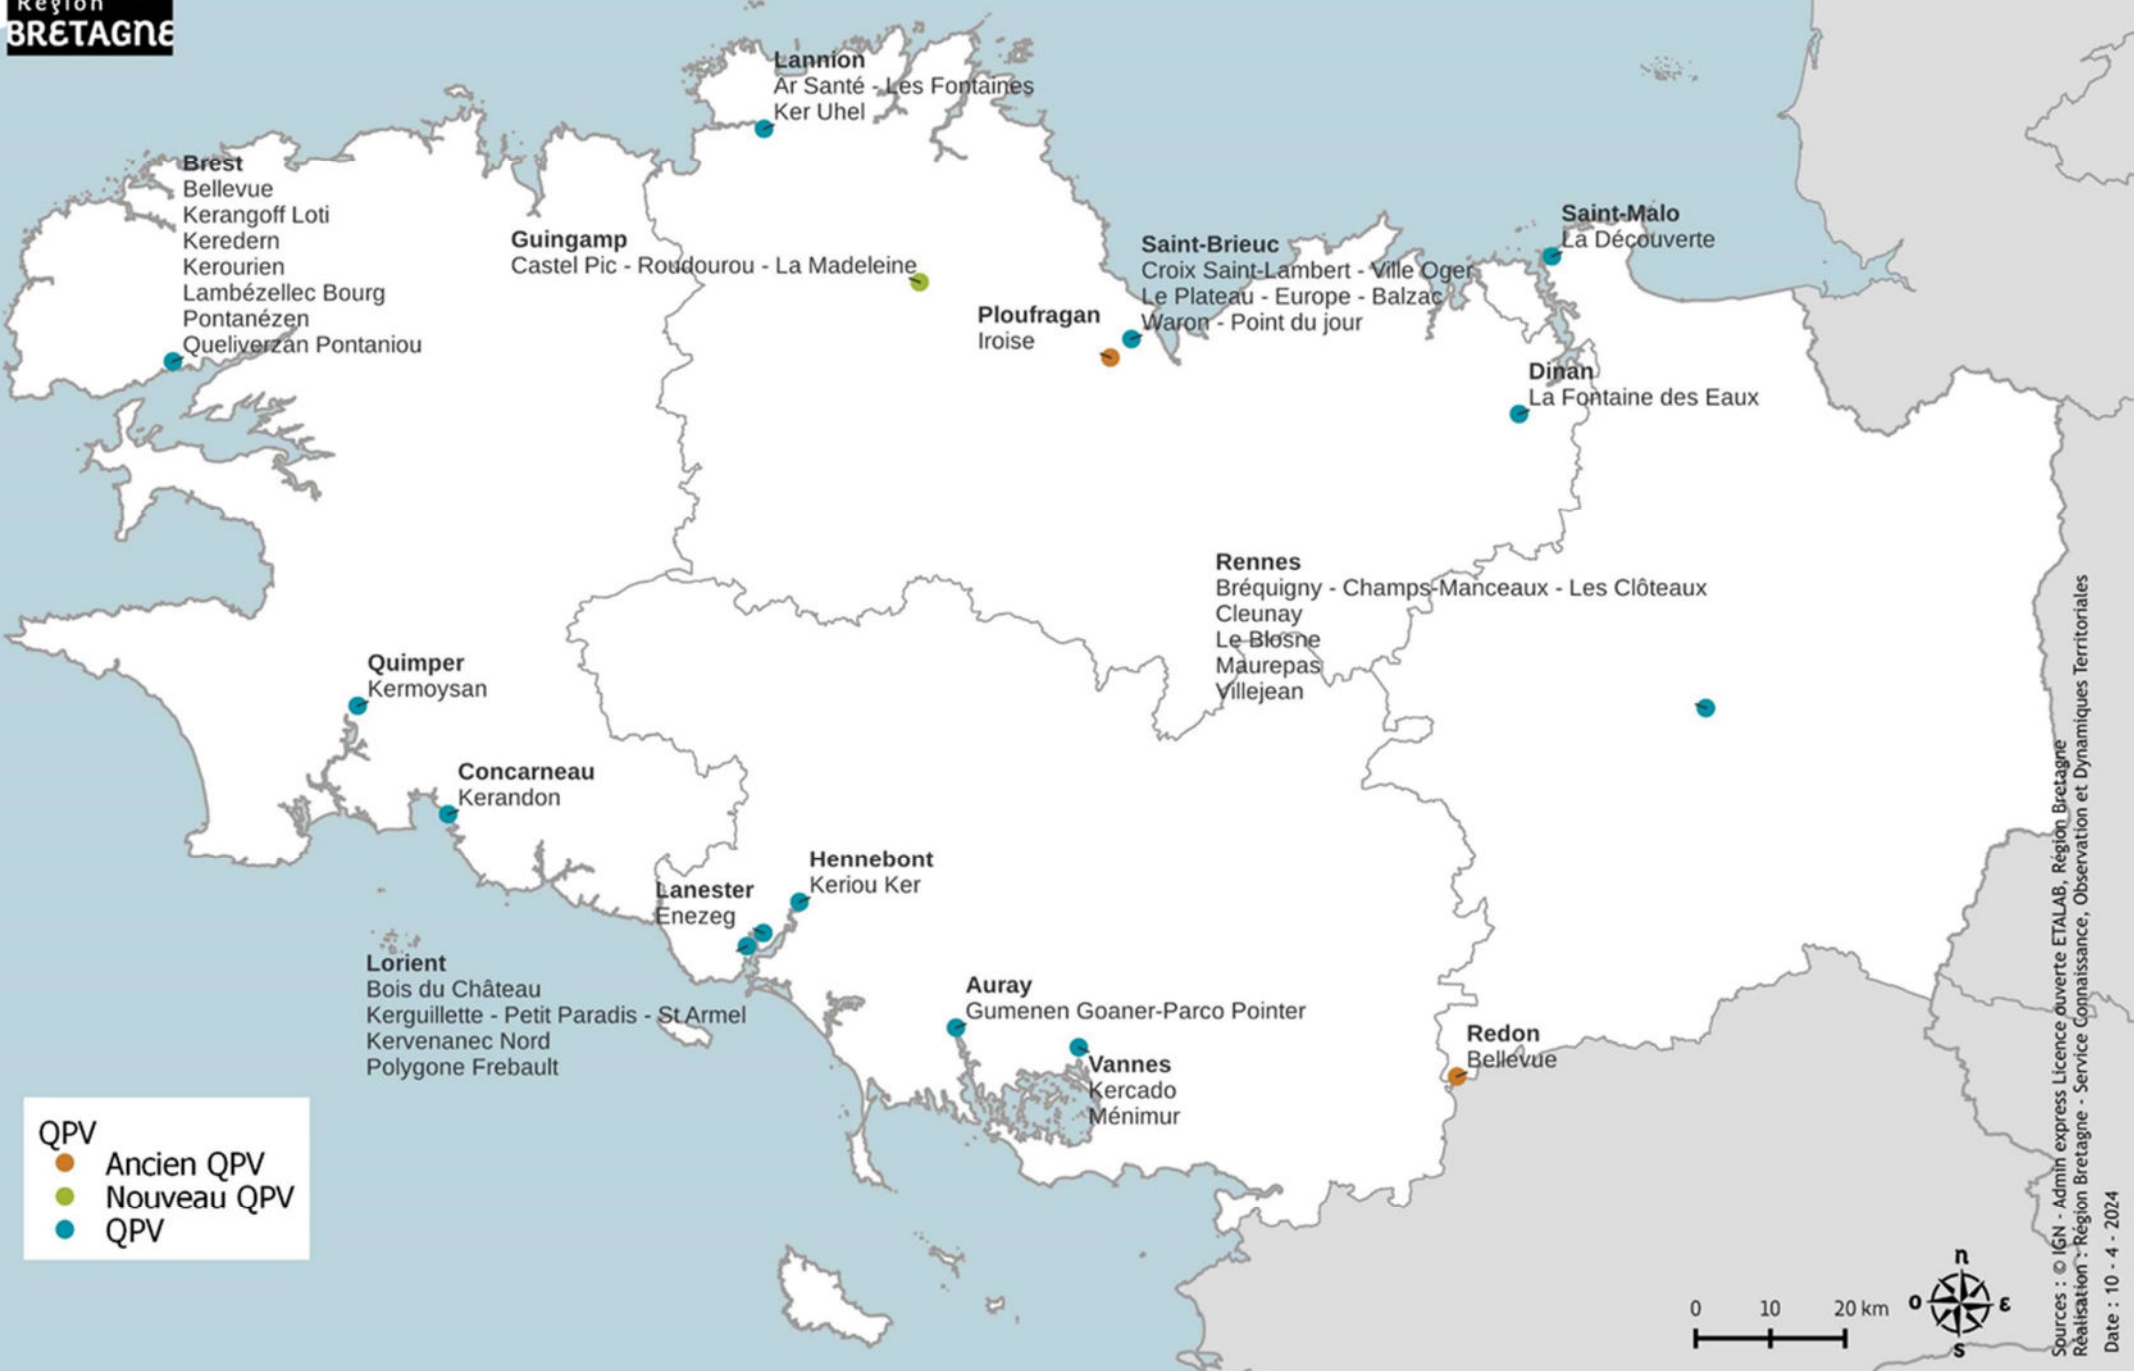 Région
BRETAGNE
Lannion
Ar Santé - Les Fontaines
Ker Uhel
Brest
Bellevue
Kerangoff Loti
Keredern
Kerourien
Lambézellec Bourg
Pontanézen
Queliverzan Pontaniou
Guingamp
Castel Pic - Roudourou - La Madeleine
Saint-Malo
La Découverte
Saint-Brieuc
Croix Saint-Lambert - Ville Oger
Le Plateau - Europe - Balzac
Waron - Point du jour
Ploufragan
Iroise
Dinan
La Fontaine des Eaux
Rennes
Bréquigny - Champs-Manceaux - Les Clôteaux
Cleunay
Le Blosne
Maurepas
Villejean
Quimper
Kermoysan
Concarneau
Kerandon
Hennebont
Keriou Ker
Lanester
Enezeg
Lorient
Bois du Château
Kerguillette - Petit Paradis - St Armel
Kervenanec Nord
Polygone Frebault
Auray
Gumenen Goaner-Parco Pointer
Vannes
Kercado
Ménimur
Redon
Bellevue
QPV
Ancien QPV
Nouveau QPV
QPV
0 10 20 km
n
o ε
s
Sources : © IGN - Admin express Licence ouverte ETALAB, Région Bretagne
Réalisation : Région Bretagne - Service Connaissance, Observation et Dynamiques Territoriales
Date : 10 - 4 - 2024